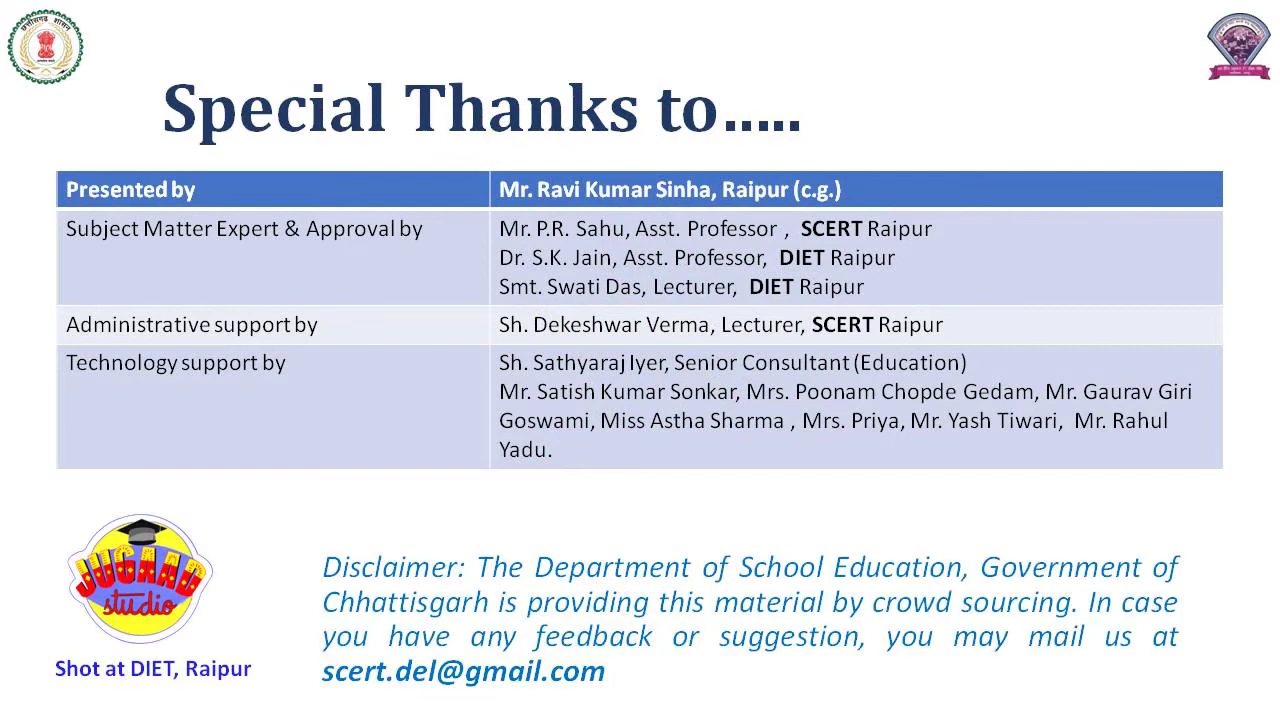 छत्तीसगढ़ शासन
Special Thanks to.....
Presented by
Mr. Ravi Kumar Sinha, Raipur (c.g.)
Subject Matter Expert & Approval by
Mr. P.R. Sahu, Asst. Professor , SCERT Raipur
Dr. S.K. Jain, Asst. Professor, DIET Raipur
Smt. Swati Das, Lecturer, DIET Raipur
Administrative support by
Sh. Dekeshwar Verma, Lecturer, SCERT Raipur
Technology support by
Sh. Sathyaraj Iyer, Senior Consultant (Education)
Mr. Satish Kumar Sonkar, Mrs. Poonam Chopde Gedam, Mr. Gaurav Giri
Goswami, Miss Astha Sharma , Mrs. Priya, Mr. Yash Tiwari, Mr. Rahul
Yadu.
JUGAAD
studio
Shot at DIET, Raipur
Disclaimer: The Department of School Education, Government of
Chhattisgarh is providing this material by crowd sourcing. In case
you have any feedback or suggestion, you may mail us at
scert.del@gmail.com